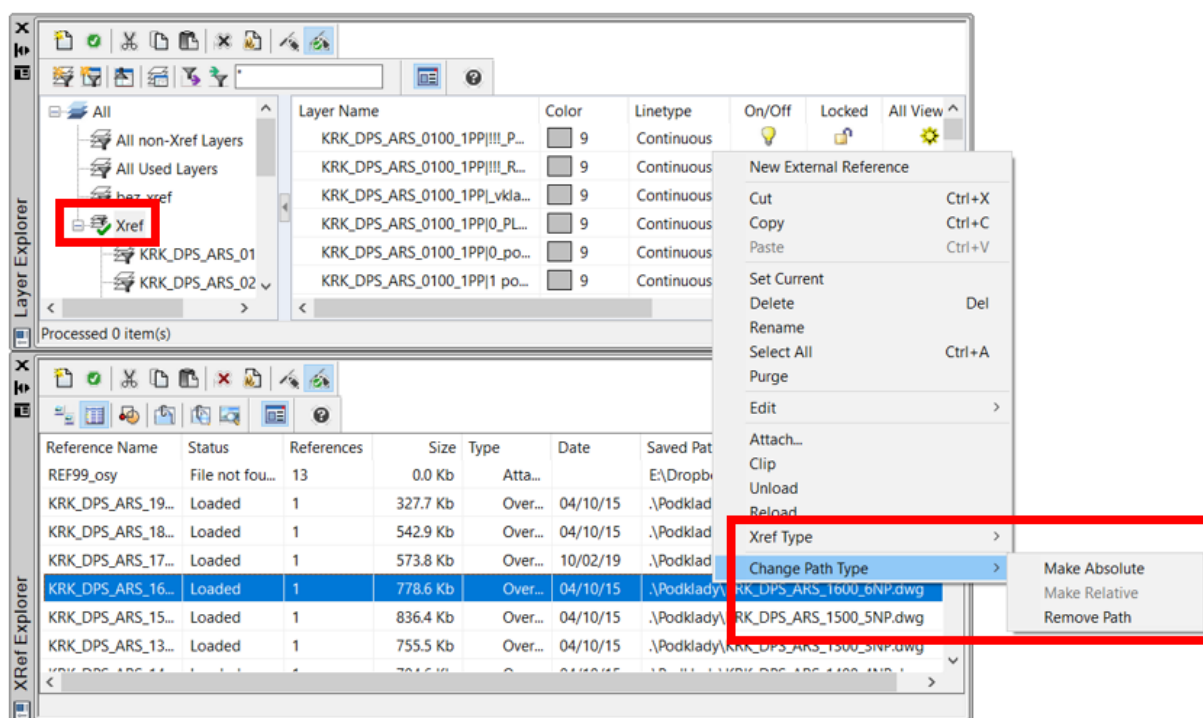 Layer Explorer
*
All
All non-Xref Layers
All Used Layers
bez-xref
Xref
KRK_DPS_ARS_01
KRK_DPS_ARS_02
Layer Name Color Linetype On/Off Locked All View
KRK_DPS_ARS_0100_1PP|!!!_P... 9 Continuous
KRK_DPS_ARS_0100_1PP|!!!_R... 9 Continuous
KRK_DPS_ARS_0100_1PP|_vkla... 9 Continuous
KRK_DPS_ARS_0100_1PP|0_PL... 9 Continuous
KRK_DPS_ARS_0100_1PP|0_po... 9 Continuous
KRK_DPS_ARS_0100_1PP|1 po... 9 Continuous
Processed 0 item(s)
New External Reference
Cut Ctrl+X
Copy Ctrl+C
Paste Ctrl+V
Set Current
Delete Del
Rename
Select All Ctrl+A
Purge
Edit
Attach...
Clip
Unload
Reload
Xref Type
Change Path Type
Make Absolute
Make Relative
Remove Path
XRef Explorer
Reference Name Status References Size Type Date Saved Pat
REF99_osy File not fou... 13 0.0 Kb Atta... E:\Dropb
KRK_DPS_ARS_19... Loaded 1 327.7 Kb Over... 04/10/15 .\Podklad
KRK_DPS_ARS_18... Loaded 1 542.9 Kb Over... 04/10/15 .\Podklad
KRK_DPS_ARS_17... Loaded 1 573.8 Kb Over... 10/02/19 .\Podklad
KRK_DPS_ARS_16... Loaded 1 778.6 Kb Over... 04/10/15 .\Podklady\KRK_DPS_ARS_1600_6NP.dwg
KRK_DPS_ARS_15... Loaded 1 836.4 Kb Over... 04/10/15 .\Podklady\KRK_DPS_ARS_1500_5NP.dwg
KRK_DPS_ARS_13... Loaded 1 755.5 Kb Over... 04/10/15 .\Podklady\KRK_DPS_ARS_1300_3NP.dwg